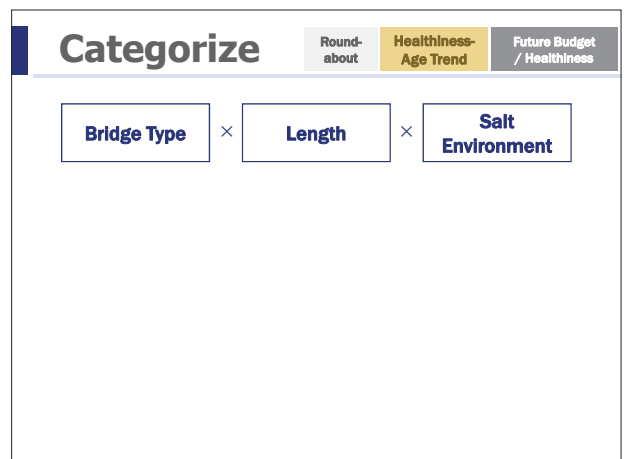 Categorize
Round-
about
Healthiness-
Age Trend
Future Budget
/ Healthiness
Bridge Type × Length × Salt
Environment